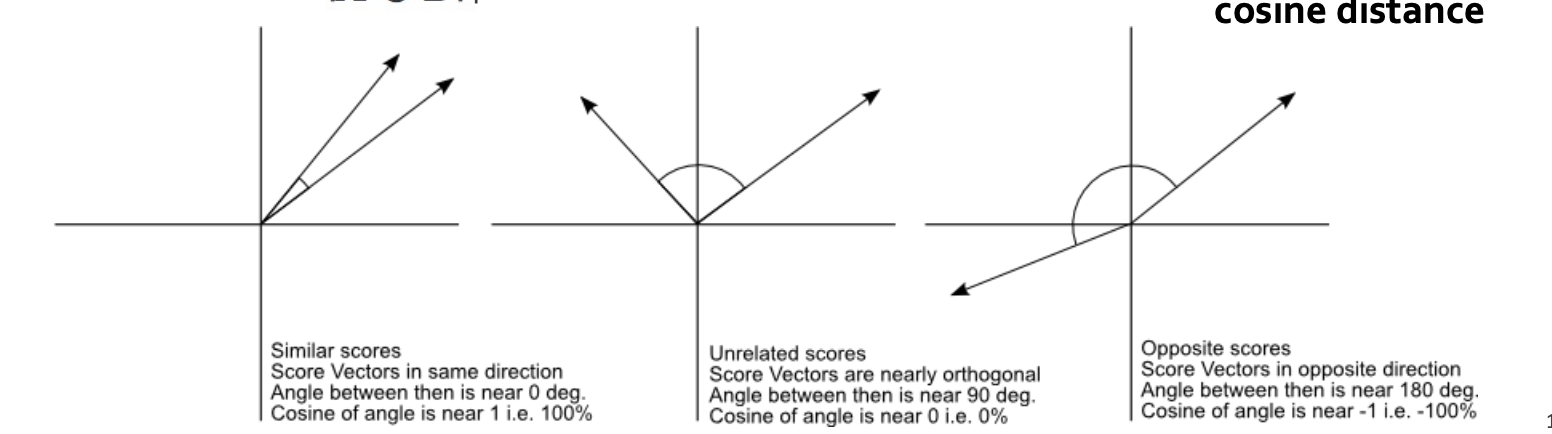 cosine distance
Similar scores
Score Vectors in same direction
Angle between then is near 0 deg.
Cosine of angle is near 1 i.e. 100%
Unrelated scores
Score Vectors are nearly orthogonal
Angle between then is near 90 deg.
Cosine of angle is near 0 i.e. 0%
Opposite scores
Score Vectors in opposite direction
Angle between then is near 180 deg.
Cosine of angle is near -1 i.e. -100%